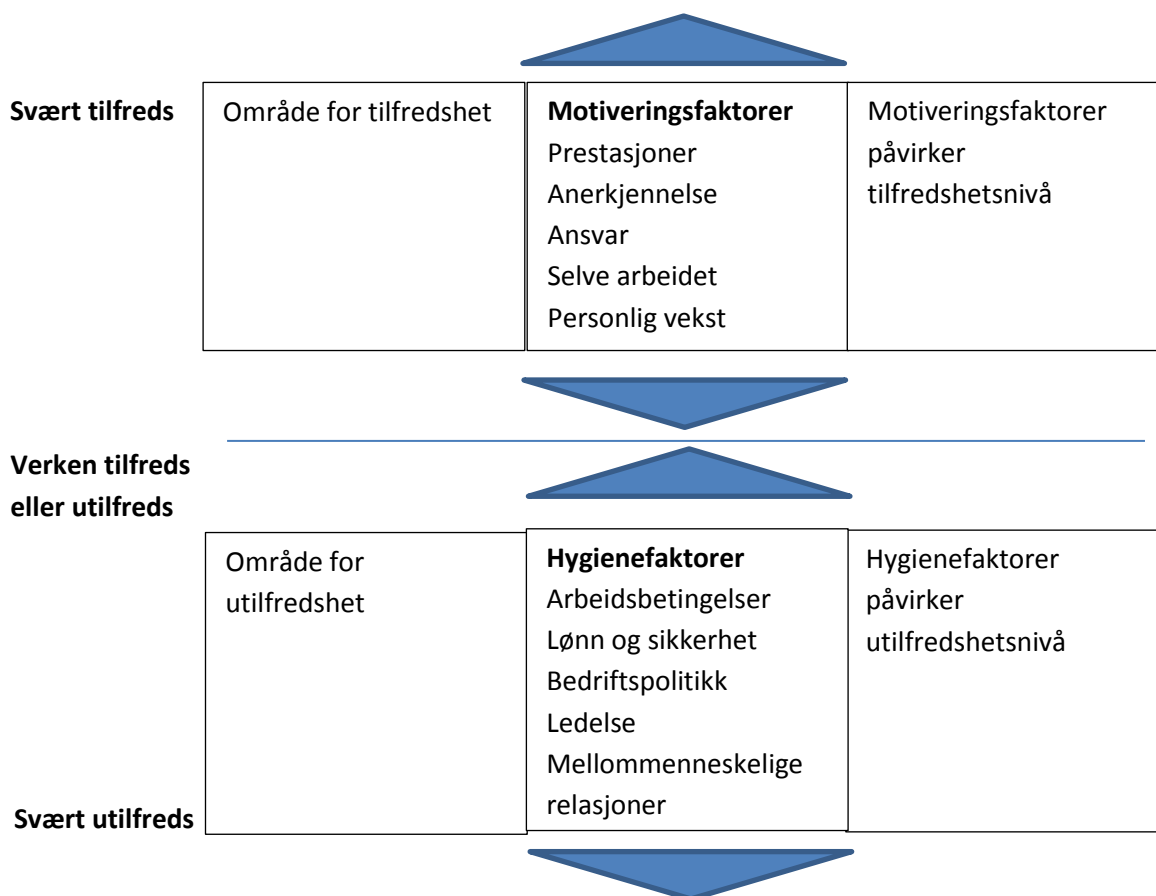 Svært tilfreds
Område for tilfredshet
Motiveringsfaktorer
Prestasjoner
Anerkjennelse
Ansvar
Selve arbeidet
Personlig vekst
Motiveringsfaktorer
påvirker
tilfredshetsnivå
Verken tilfreds
eller utilfreds
Område for
utilfredshet
Hygienefaktorer
Arbeidsbetingelser
Lønn og sikkerhet
Bedriftspolitikk
Ledelse
Mellommenneskelige
relasjoner
Hygienefaktorer
påvirker
utilfredshetsnivå
Svært utilfreds